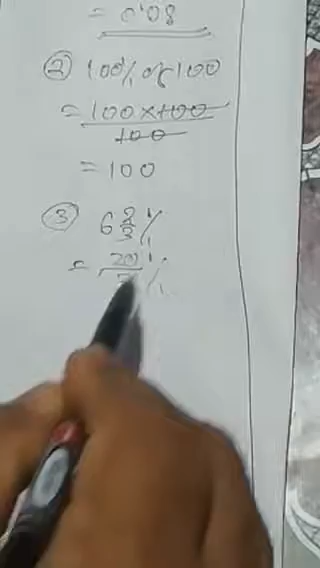 = 0.08
② 100% of 100
= 100×100
100
= 100
③ 6 2/3 %
= 20/3 %